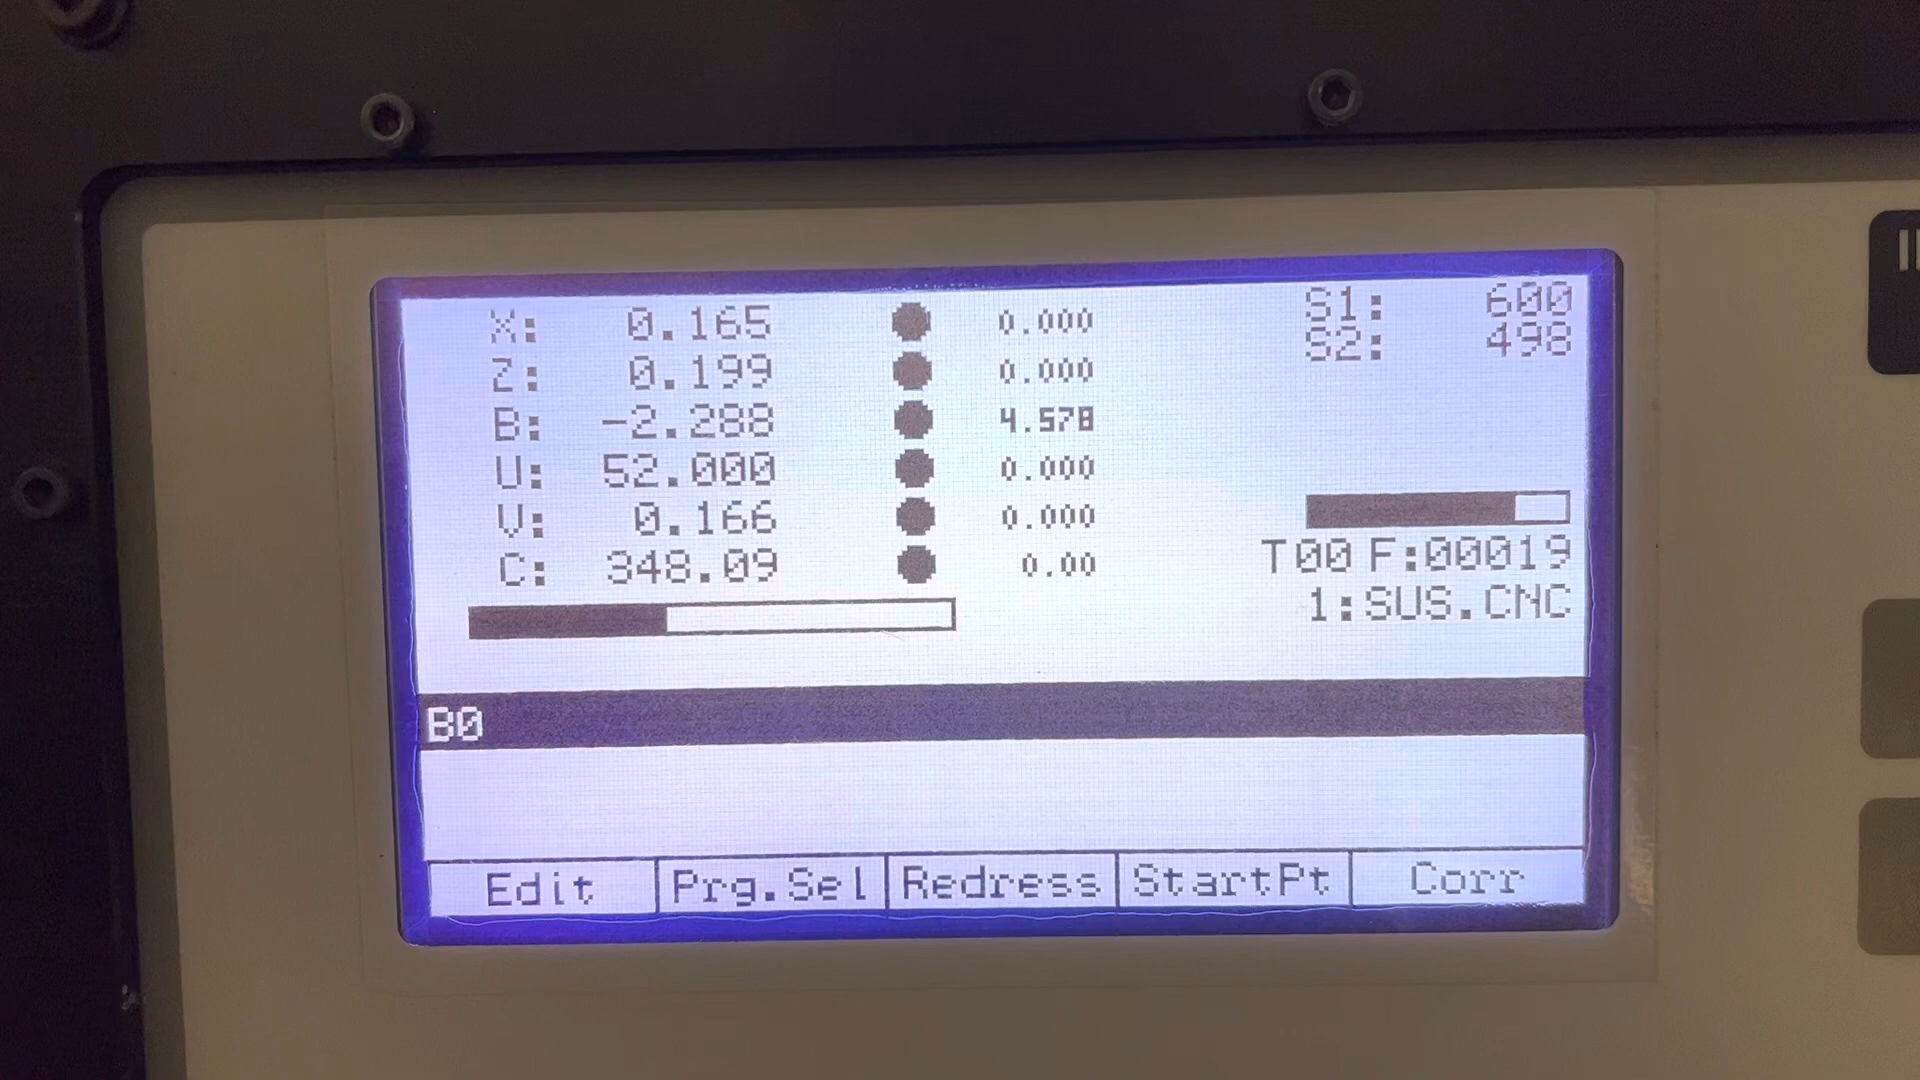 X: 0.165 0.000 S1: 600
Z: 0.199 0.000 S2: 498
B: -2.288 4.578
U: 52.000 0.000
V: 0.166 0.000
C: 348.09 0.00
T00 F:00019
1:SUS.CNC
B0
Edit Prg.Sel Redress StartPt Corr